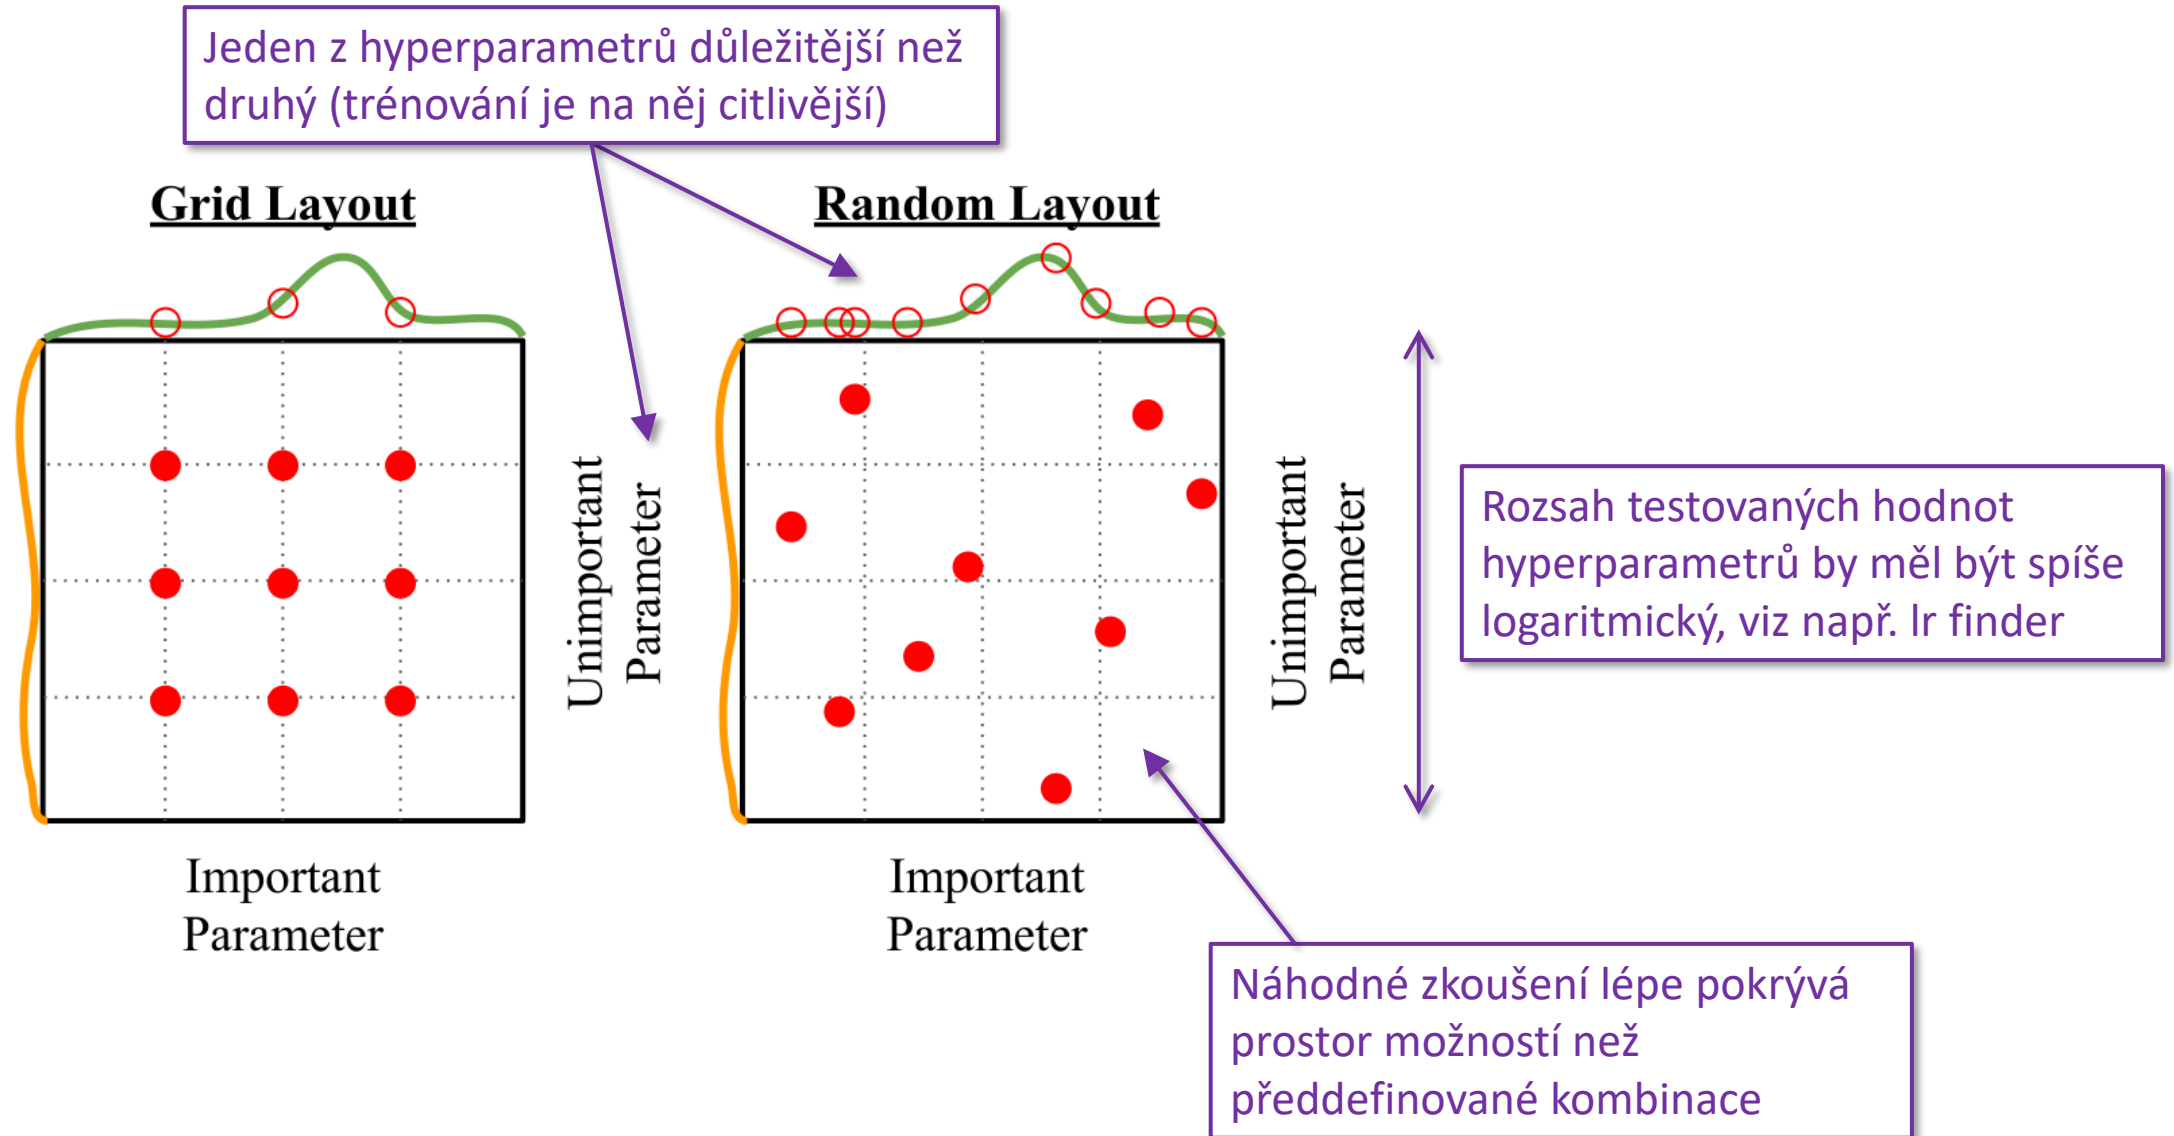 Jeden z hyperparametrů důležitější než
druhý (trénování je na něj citlivější)
Grid Layout
Random Layout
Unimportant
Parameter
Unimportant
Parameter
Rozsah testovaných hodnot
hyperparametrů by měl být spíše
logaritmický, viz např. lr finder
Important
Parameter
Important
Parameter
Náhodné zkoušení lépe pokrývá
prostor možností než
předdefinované kombinace